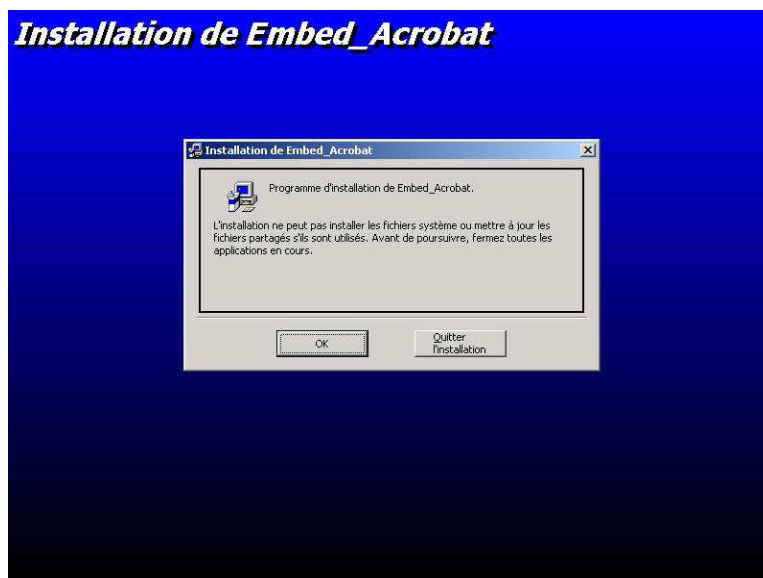 Installation de Embed_Acrobat
Installation de Embed_Acrobat
Programme d'installation de Embed_Acrobat.
L'installation ne peut pas installer les fichiers système ou mettre à jour les
fichiers partagés s'ils sont utilisés. Avant de poursuivre, fermez toutes les
applications en cours.
OK
Quitter
l'installation